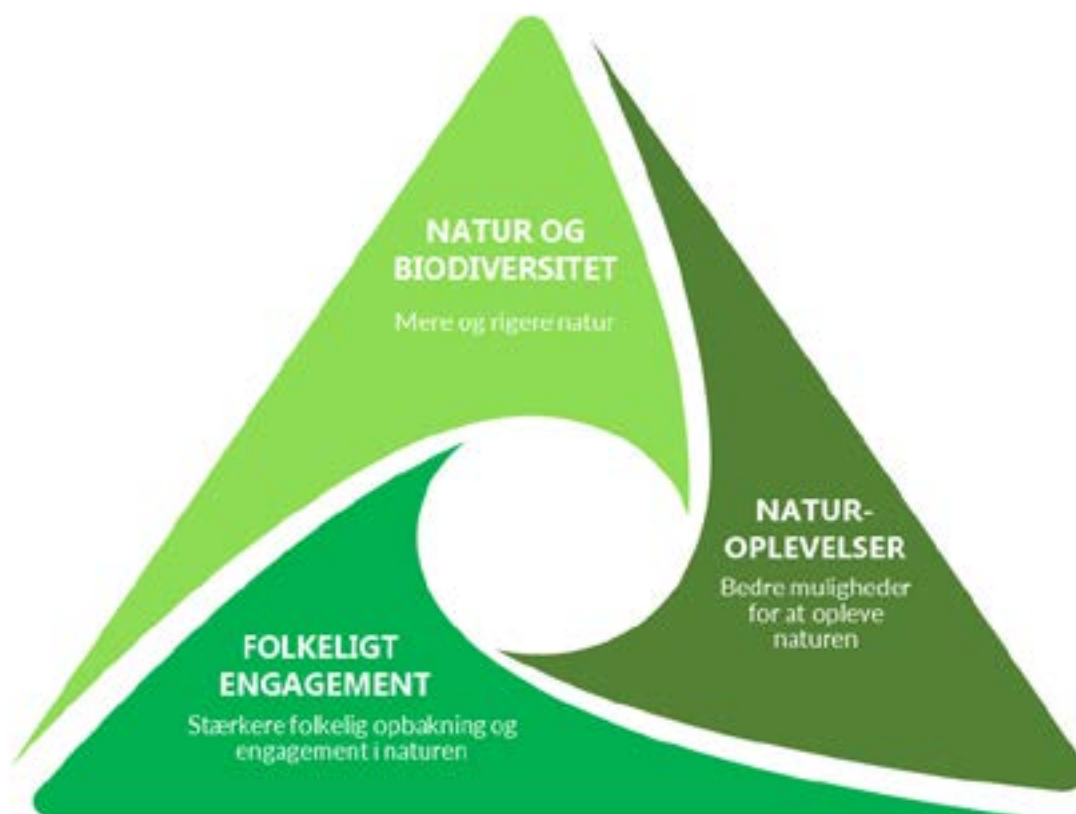 NATUR OG
BIODIVERSITET
Mere og rigere natur
NATUR-
OPLEVELSER
Bedre muligheder
for at opleve
naturen
FOLKELIGT
ENGAGEMENT
Stærkere folkelig opbakning og
engagement i naturen